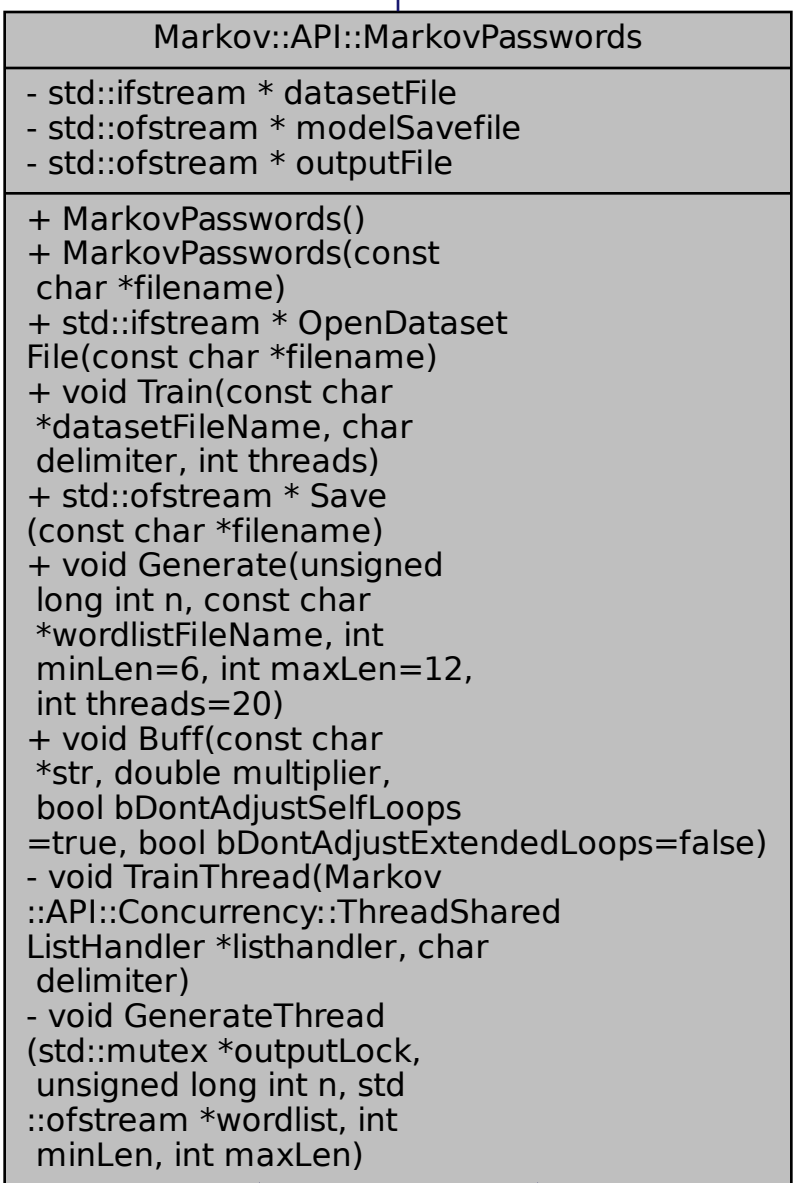 Markov::API::MarkovPasswords
- std::ifstream * datasetFile
- std::ofstream * modelSavefile
- std::ofstream * outputFile
+ MarkovPasswords()
+ MarkovPasswords(const
char *filename)
+ std::ifstream * OpenDataset
File(const char *filename)
+ void Train(const char
*datasetFileName, char
delimiter, int threads)
+ std::ofstream * Save
(const char *filename)
+ void Generate(unsigned
long int n, const char
*wordlistFileName, int
minLen=6, int maxLen=12,
int threads=20)
+ void Buff(const char
*str, double multiplier,
bool bDontAdjustSelfLoops
=true, bool bDontAdjustExtendedLoops=false)
- void TrainThread(Markov
::API::Concurrency::ThreadShared
ListHandler *listhandler, char
delimiter)
- void GenerateThread
(std::mutex *outputLock,
unsigned long int n, std
::ofstream *wordlist, int
minLen, int maxLen)